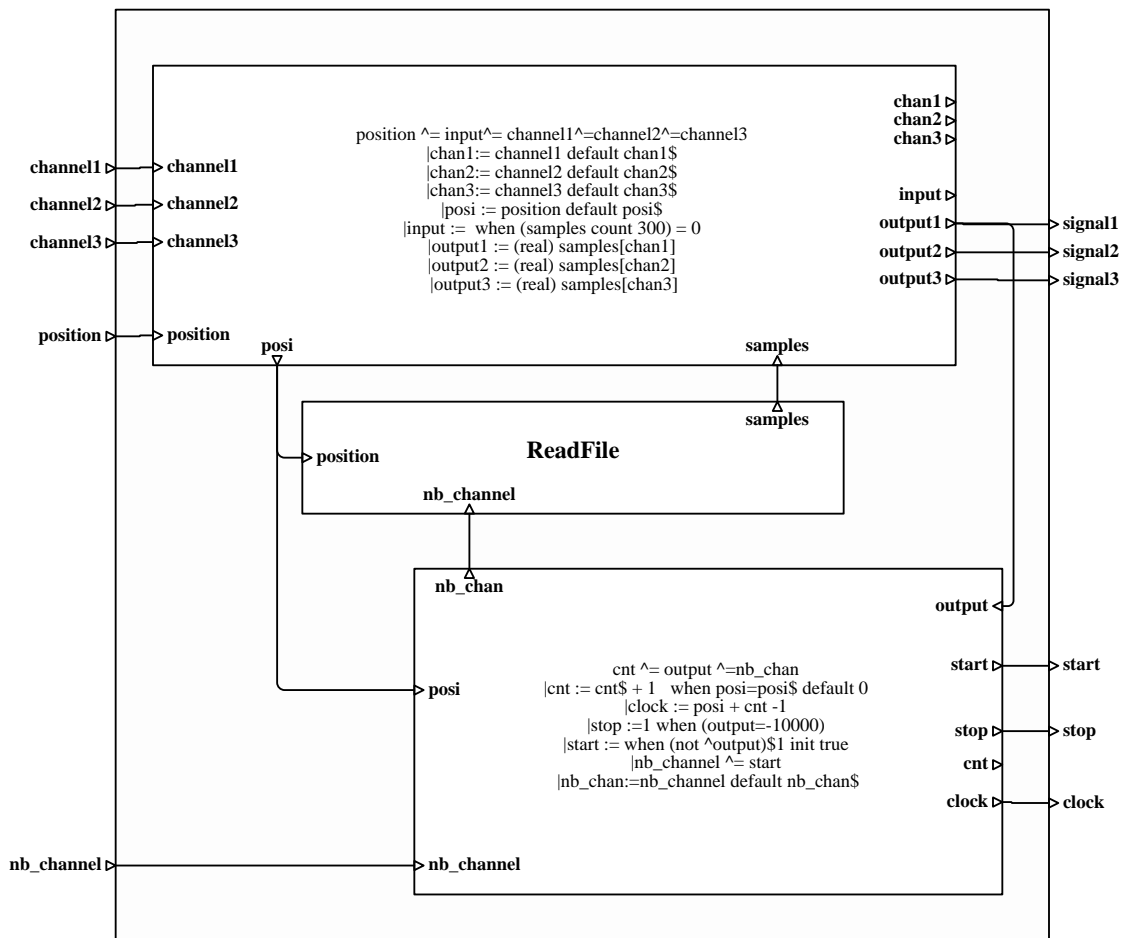 chan1
chan2
chan3
position ^= input^= channel1^=channel2^=channel3
|chan1:= channel1 default chan1$
|chan2:= channel2 default chan2$
|chan3:= channel3 default chan3$
|posi := position default posi$
|input :=  when (samples count 300) = 0
|output1 := (real) samples[chan1]
|output2 := (real) samples[chan2]
|output3 := (real) samples[chan3]
channel1 channel1
channel2 channel2
channel3 channel3
input
output1 signal1
output2 signal2
output3 signal3
position position
posi samples
samples
ReadFile
position
nb_channel
nb_chan
output
cnt ^= output ^=nb_chan
|cnt := cnt$ + 1   when posi=posi$ default 0
|clock := posi + cnt -1
|stop :=1 when (output=-10000)
|start := when (not ^output)$1 init true
|nb_channel ^= start
|nb_chan:=nb_channel default nb_chan$
posi
start start
stop stop
cnt
clock clock
nb_channel nb_channel